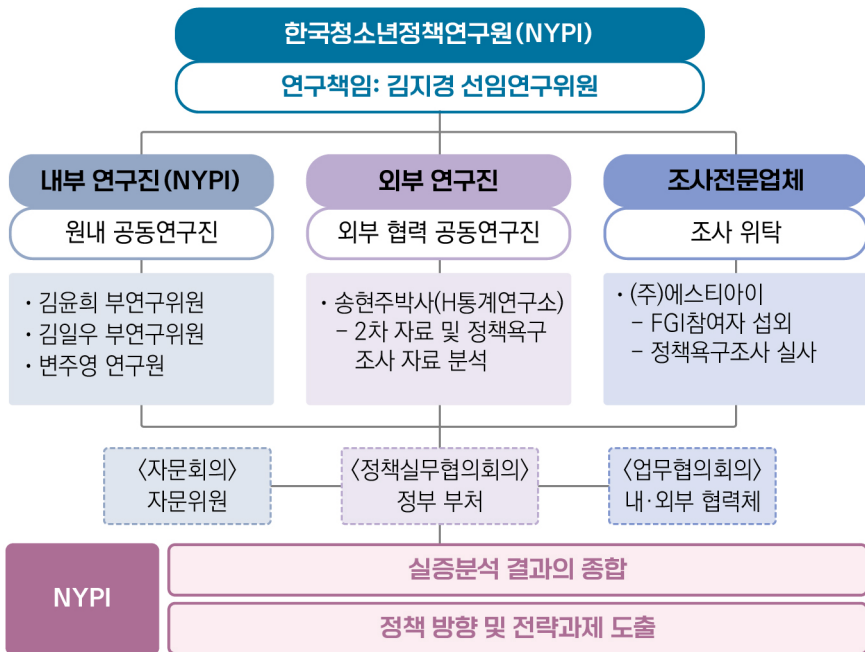 한국청소년정책연구원(NYPI)
연구책임: 김지경 선임연구위원
내부 연구진(NYPI)
원내 공동연구진
· 김윤희 부연구위원
· 김일우 부연구위원
· 변주영 연구원
외부 연구진
외부 협력 공동연구진
· 송현주박사(H통계연구소)
– 2차 자료 및 정책욕구
조사 자료 분석
조사전문업체
조사 위탁
· (주)에스티아이
– FGI참여자 섭외
– 정책욕구조사 실사
〈자문회의〉
자문위원
〈정책실무협의회의〉
정부 부처
〈업무협의회의〉
내·외부 협력체
NYPI
실증분석 결과의 종합
정책 방향 및 전략과제 도출